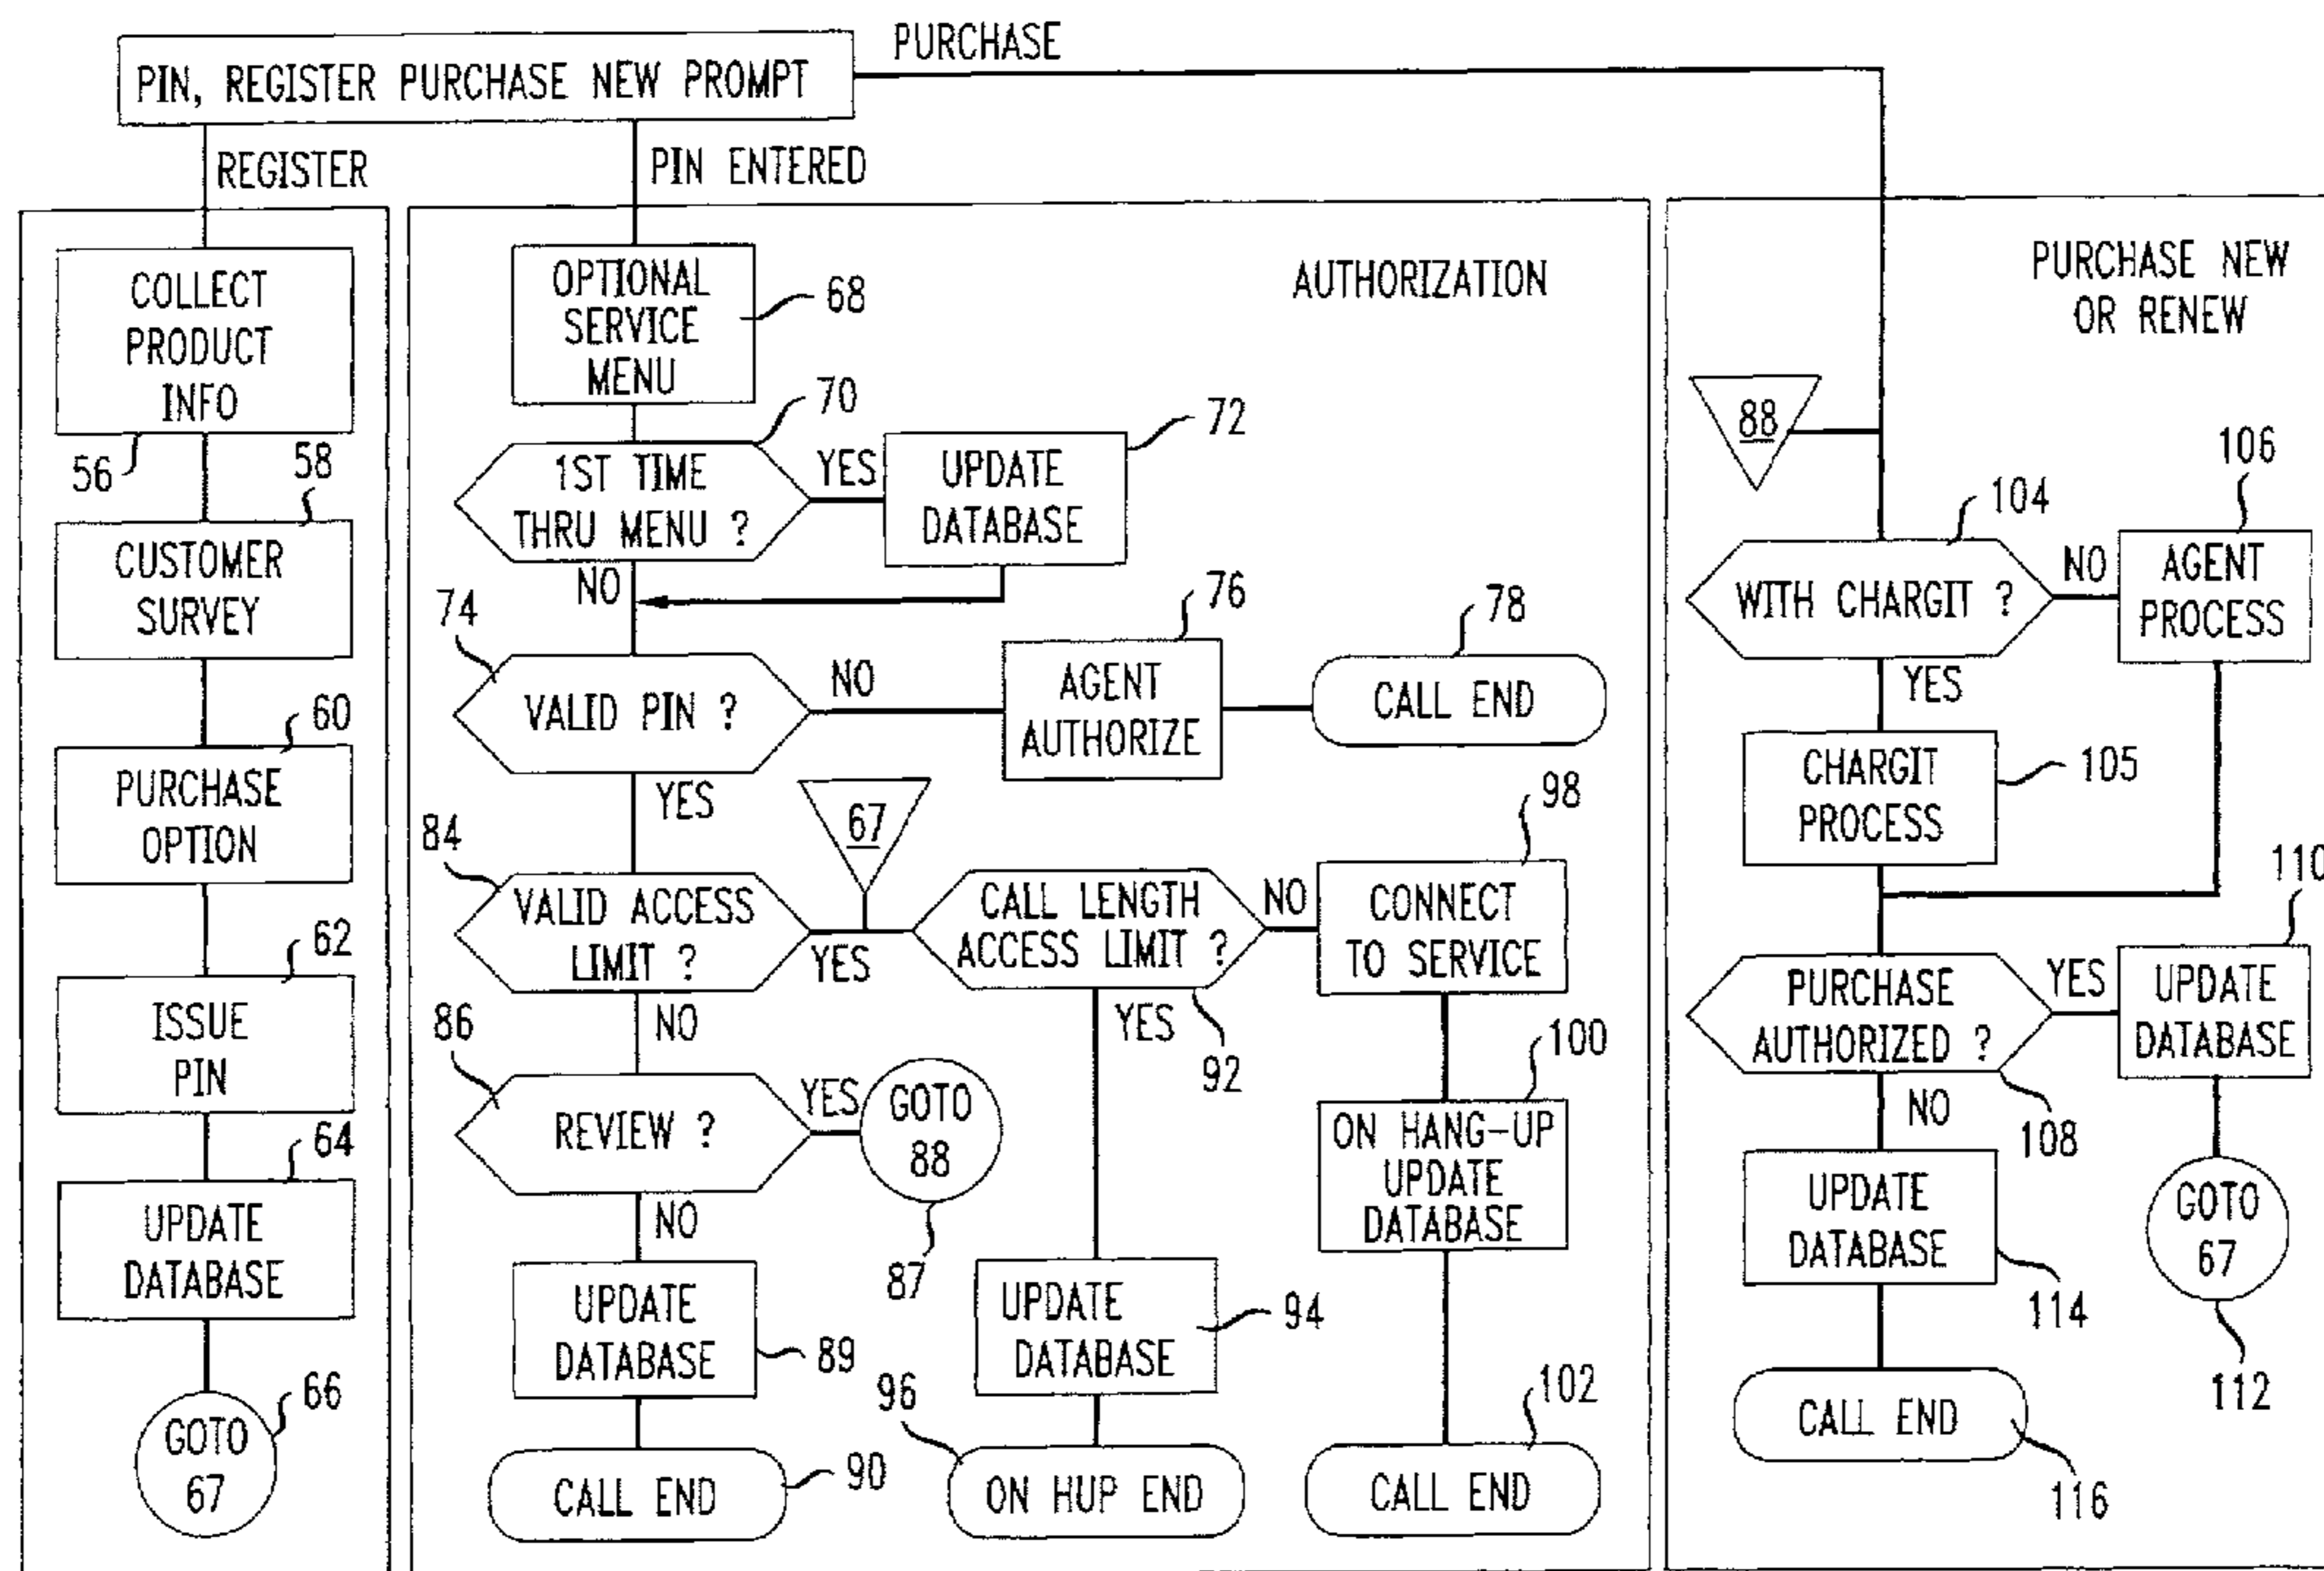 PURCHASE
PIN, REGISTER PURCHASE NEW PROMPT
REGISTER
PIN ENTERED
COLLECT
PRODUCT
INFO
56
58
CUSTOMER
SURVEY
60
PURCHASE
OPTION
62
ISSUE
PIN
64
UPDATE
DATABASE
66
GOTO
67
AUTHORIZATION
OPTIONAL
SERVICE
MENU
68
70
1ST TIME
THRU MENU ?
YES
72
UPDATE
DATABASE
NO
74
VALID PIN ?
NO
76
AGENT
AUTHORIZE
78
CALL END
YES
67
84
VALID ACCESS
LIMIT ?
YES
CALL LENGTH
ACCESS LIMIT ?
NO
98
CONNECT
TO SERVICE
NO
YES
92
100
ON HANG-UP
UPDATE
DATABASE
86
REVIEW ?
YES
GOTO
88
87
NO
UPDATE
DATABASE
89
UPDATE
DATABASE
94
96
102
CALL END
90
ON HUP END
CALL END
PURCHASE NEW
OR RENEW
88
104
106
WITH CHARGIT ?
NO
AGENT
PROCESS
YES
CHARGIT
PROCESS
105
110
PURCHASE
AUTHORIZED ?
YES
UPDATE
DATABASE
NO
108
UPDATE
DATABASE
114
GOTO
67
112
CALL END
116